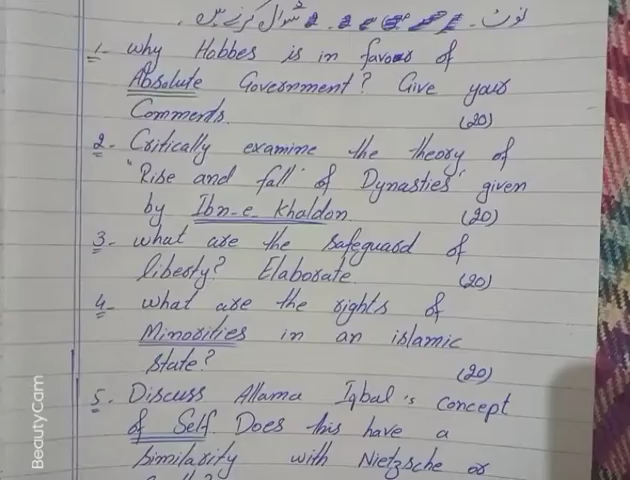 نوٹ - 2 سوال کرنے ہیں .
1- why Hobbes is in favour of
Absolute Government? Give your
Comments. (20)
2- Critically examine the theory of
"Rise and fall" of Dynasties" given
by Ibn-e-Khaldon. (20)
3- what are the safeguard of
liberty? Elaborate. (20)
4- what are the rights of
Minorities in an islamic
state? (20)
5. Discuss Allama Iqbal's concept
of Self. Does this have a
similarity with Nietzsche or
BeautyCam